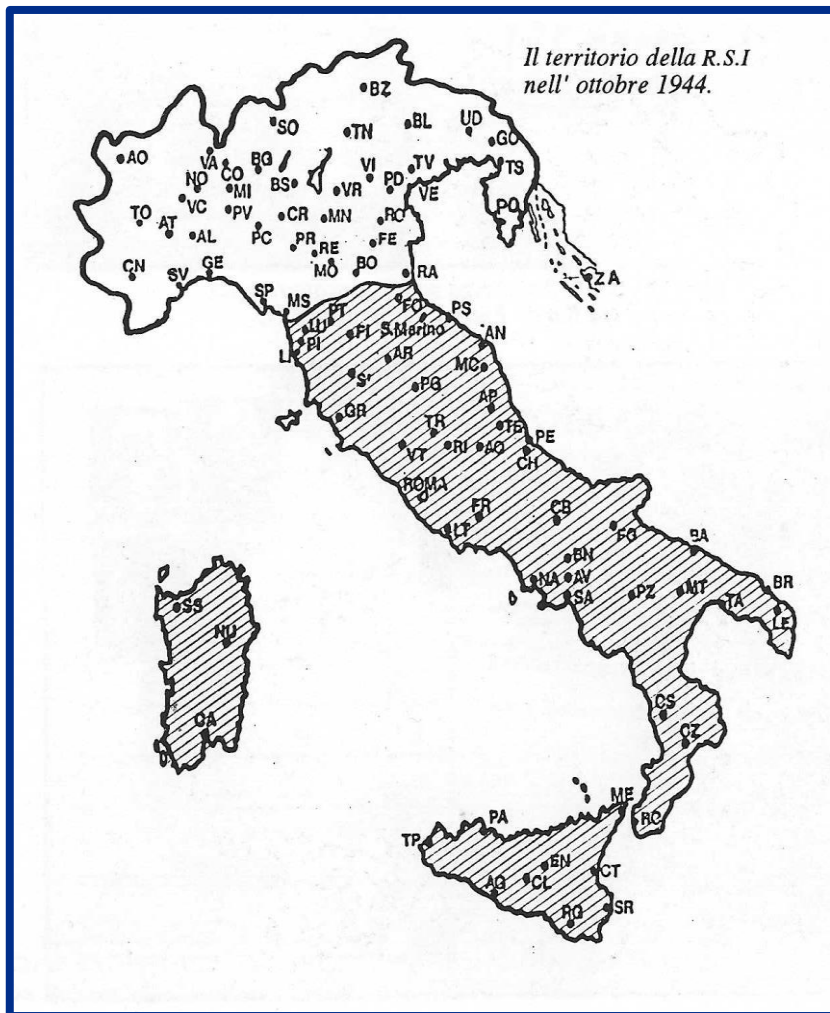 Il territorio della R.S.I
nell' ottobre 1944.
BZ
SO
TN
BL
UD
GO
AO
VA
CO
BG
VI
TV
TS
NO
MI
BS
VR
PD
VE
TO
VC
PV
CR
MN
RO
PO
AT
AL
PC
PR
RE
FE
ZA
CN
SV
GE
MO
BO
RA
SP
MS
PT
FO
PS
LU
PI
FI
S.Marino
AN
LI
AR
MC
PG
AP
GR
TR
TE
VT
RI
AQ
PE
CH
ROMA
FR
CB
FG
LT
BA
BN
NA
AV
SA
PZ
MT
TA
BR
LE
SS
NU
CA
CS
CZ
ME
RC
PA
TP
EN
CL
CT
AG
RG
SR